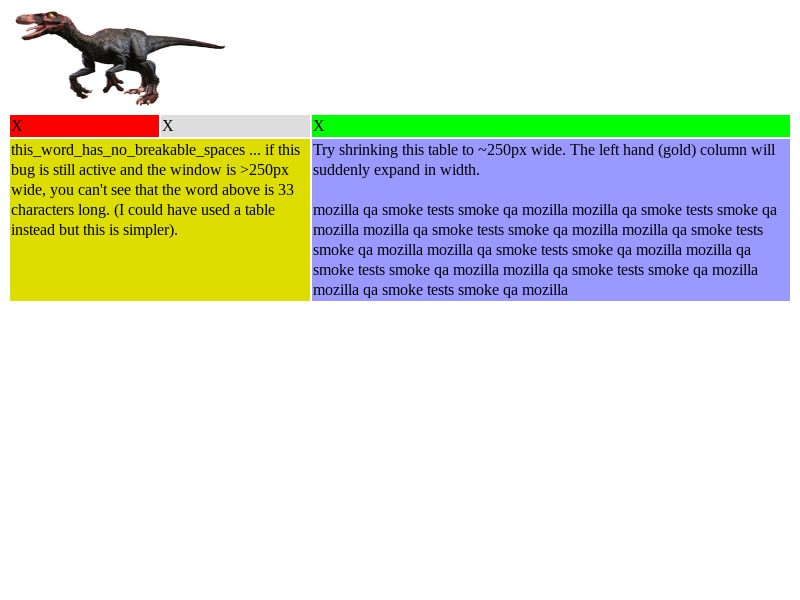 X
X
X
this_word_has_no_breakable_spaces ... if this
bug is still active and the window is >250px
wide, you can't see that the word above is 33
characters long. (I could have used a table
instead but this is simpler).
Try shrinking this table to ~250px wide. The left hand (gold) column will
suddenly expand in width.
mozilla qa smoke tests smoke qa mozilla mozilla qa smoke tests smoke qa
mozilla mozilla qa smoke tests smoke qa mozilla mozilla qa smoke tests
smoke qa mozilla mozilla qa smoke tests smoke qa mozilla mozilla qa
smoke tests smoke qa mozilla mozilla qa smoke tests smoke qa mozilla
mozilla qa smoke tests smoke qa mozilla